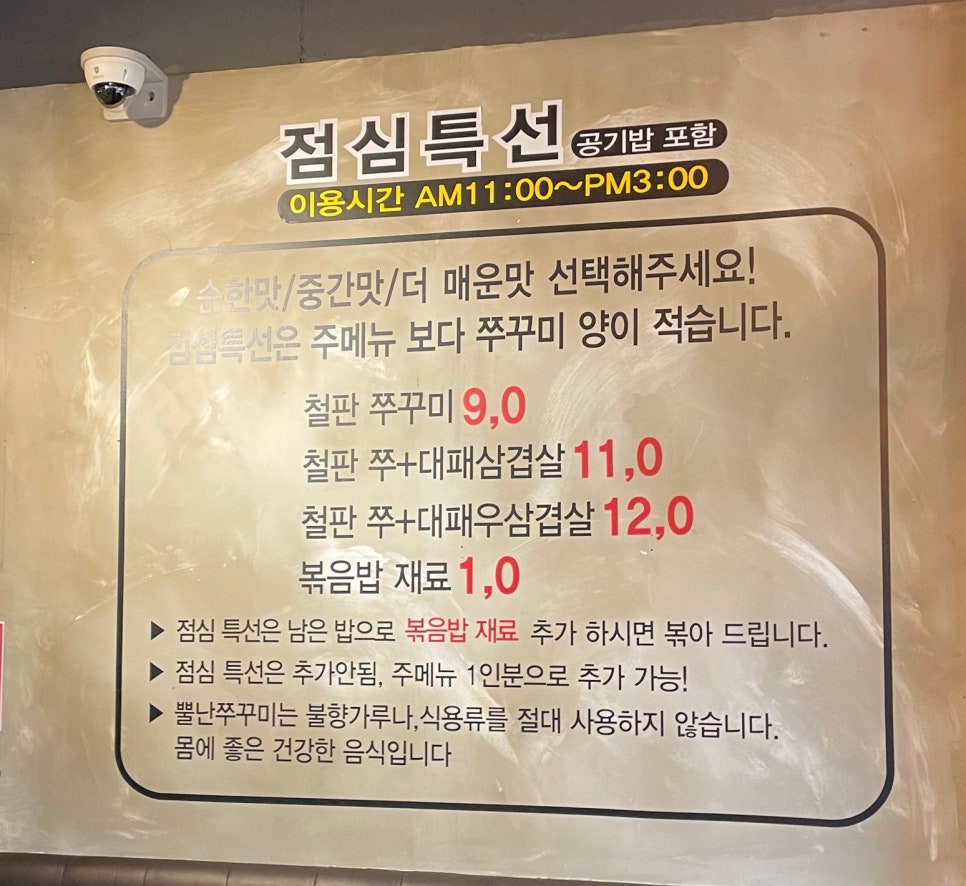 점심특선 공기밥 포함
이용시간 AM11:00~PM3:00
순한맛/중간맛/더 매운맛 선택해주세요!
점심특선은 주메뉴 보다 쭈꾸미 양이 적습니다.
철판 쭈꾸미 9,0
철판 쭈+대패삼겹살 11,0
철판 쭈+대패우삼겹살 12,0
볶음밥 재료 1,0
▶ 점심 특선은 남은 밥으로 볶음밥 재료 추가 하시면 볶아 드립니다.
▶ 점심 특선은 추가안됨, 주메뉴 1인분으로 추가 가능!
▶ 뿔난쭈꾸미는 불향가루나,식용류를 절대 사용하지 않습니다.
몸에 좋은 건강한 음식입니다